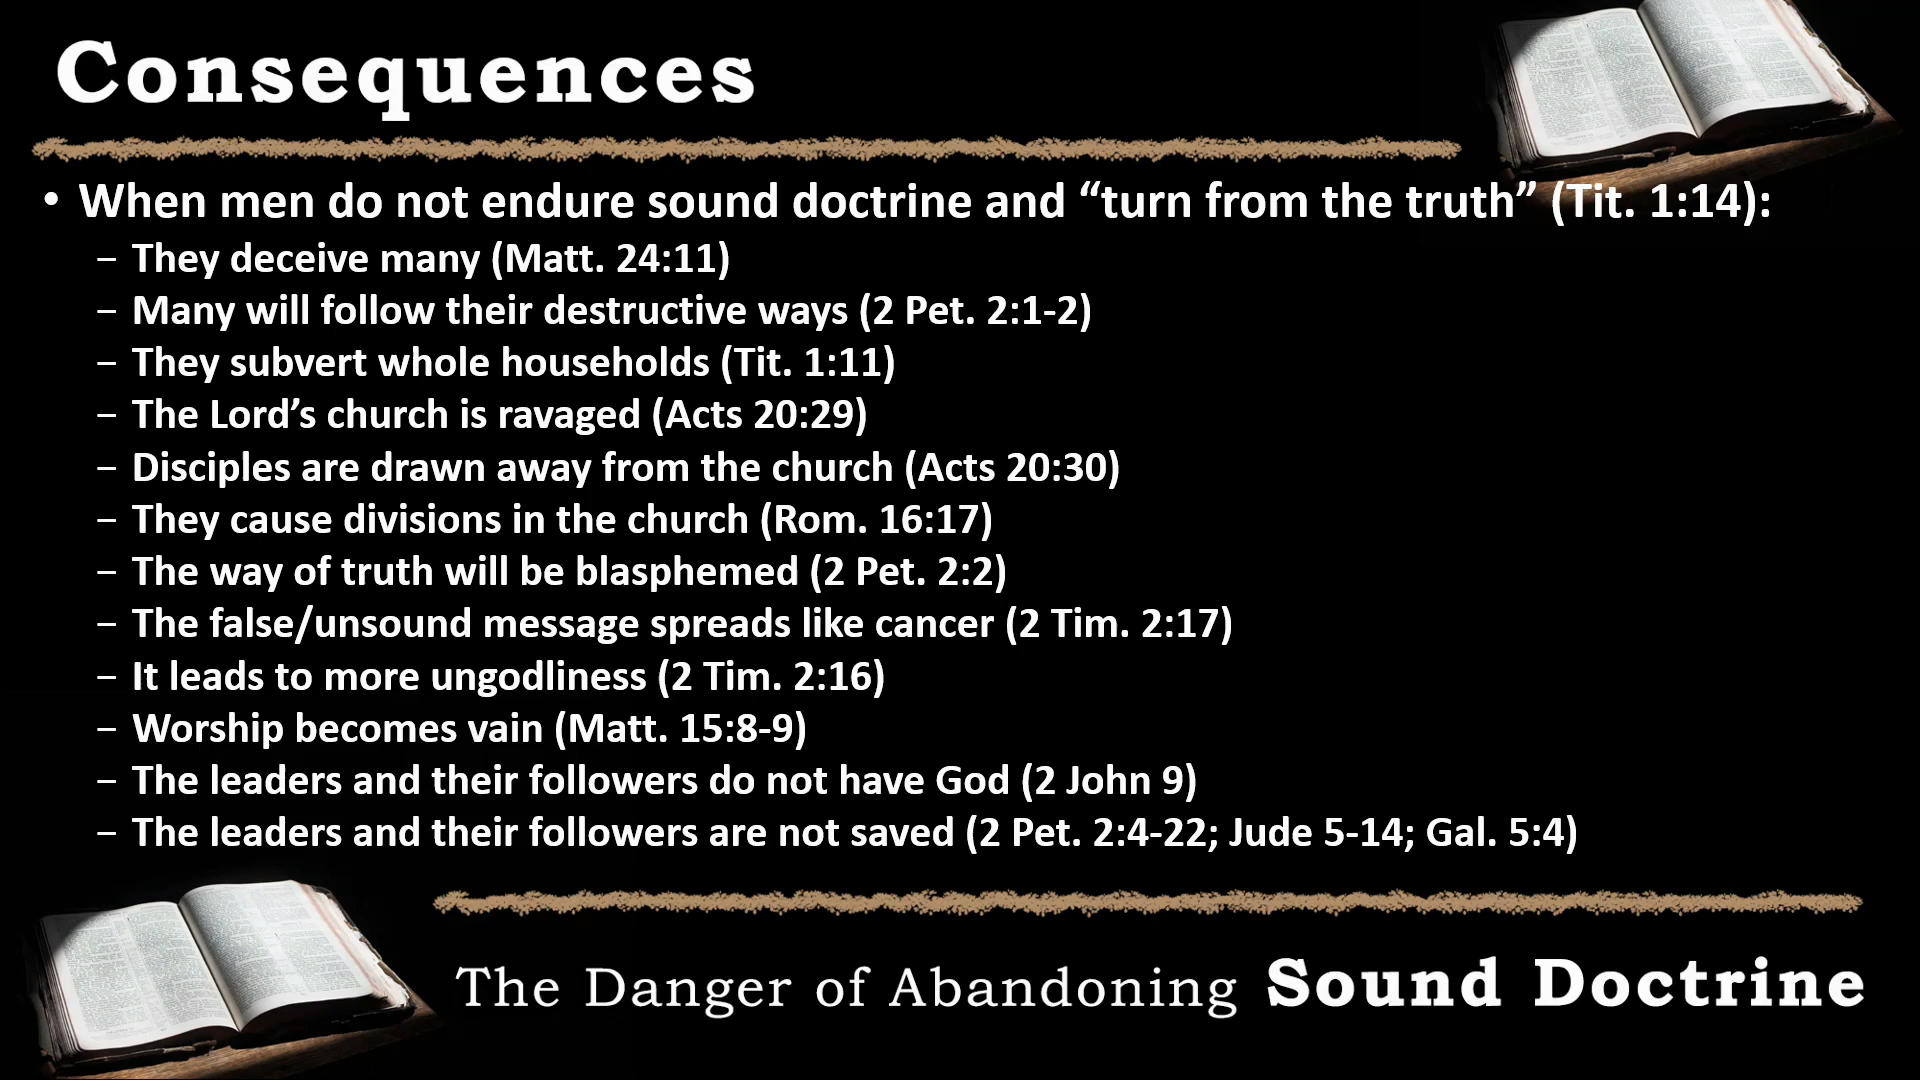 Consequences
• When men do not endure sound doctrine and “turn from the truth” (Tit. 1:14):
– They deceive many (Matt. 24:11)
– Many will follow their destructive ways (2 Pet. 2:1-2)
– They subvert whole households (Tit. 1:11)
– The Lord’s church is ravaged (Acts 20:29)
– Disciples are drawn away from the church (Acts 20:30)
– They cause divisions in the church (Rom. 16:17)
– The way of truth will be blasphemed (2 Pet. 2:2)
– The false/unsound message spreads like cancer (2 Tim. 2:17)
– It leads to more ungodliness (2 Tim. 2:16)
– Worship becomes vain (Matt. 15:8-9)
– The leaders and their followers do not have God (2 John 9)
– The leaders and their followers are not saved (2 Pet. 2:4-22; Jude 5-14; Gal. 5:4)
The Danger of Abandoning Sound Doctrine